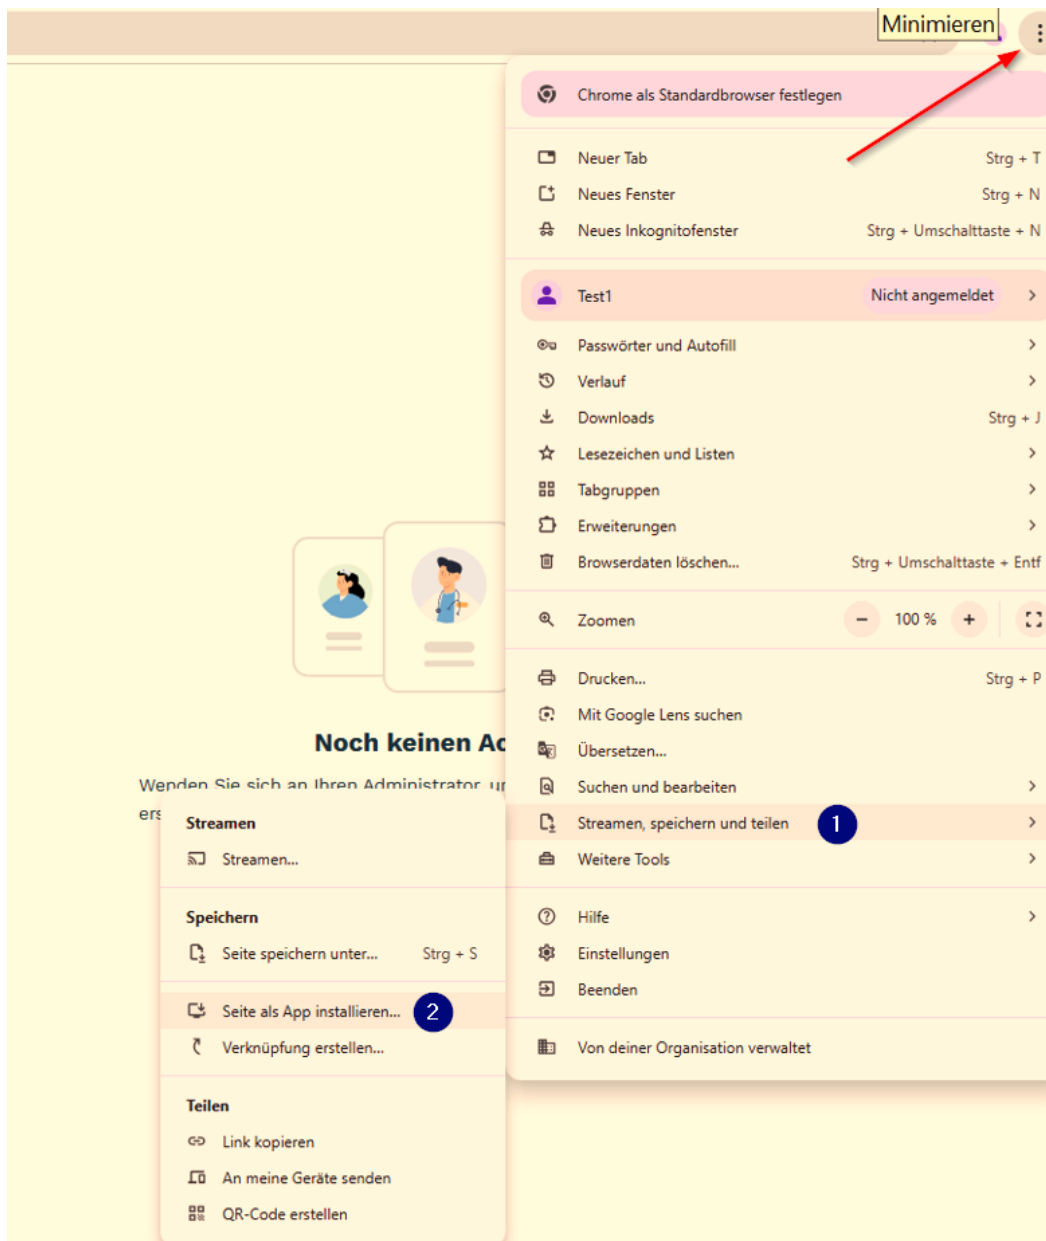 Minimieren
Chrome als Standardbrowser festlegen
Neuer Tab Strg + T
Neues Fenster Strg + N
Neues Inkognitofenster Strg + Umschalttaste + N
Test1 Nicht angemeldet
Passwörter und Autofill
Verlauf
Downloads Strg + J
Lesezeichen und Listen
Tabgruppen
Erweiterungen
Browserdaten löschen... Strg + Umschalttaste + Entf
Zoomen − 100 % +
Drucken... Strg + P
Mit Google Lens suchen
Übersetzen...
Suchen und bearbeiten
Streamen, speichern und teilen 1
Weitere Tools
Hilfe
Einstellungen
Beenden
Von deiner Organisation verwaltet
Noch keinen Ac
Wenden Sie sich an Ihren Administrator, u
ers
Streamen
Streamen...
Speichern
Seite speichern unter... Strg + S
Seite als App installieren... 2
Verknüpfung erstellen...
Teilen
Link kopieren
An meine Geräte senden
QR-Code erstellen